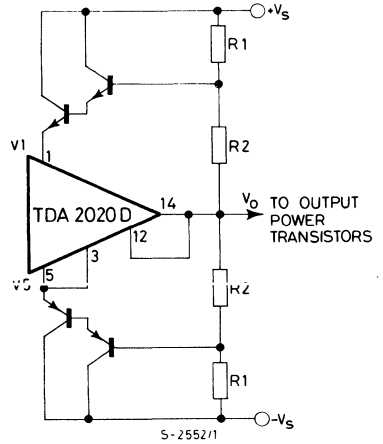 +Vs
R1
R2
V1
1
TDA 2020 D
14
12
3
5
V5
Vo TO OUTPUT
POWER
TRANSISTORS
R2
R1
-Vs
S-2552/1